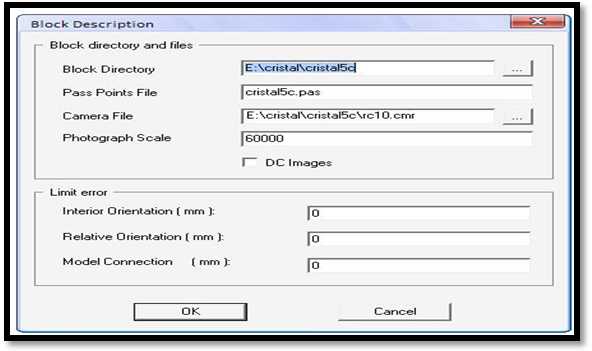 Block Description
Block directory and files
Block Directory E:\cristal\cristal5c ...
Pass Points File cristal5c.pas
Camera File E:\cristal\cristal5c\rc10.cmr ...
Photograph Scale 60000
DC Images
Limit error
Interior Orientation ( mm ): 0
Relative Orientation ( mm ): 0
Model Connection ( mm ): 0
OK Cancel